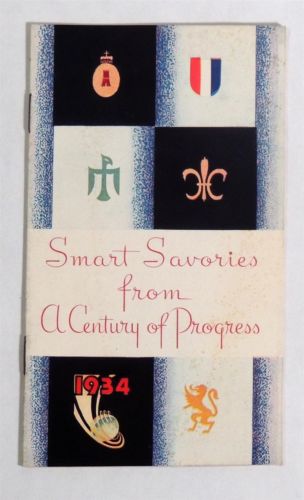 Smart Savories
from
A Century of Progress
1934